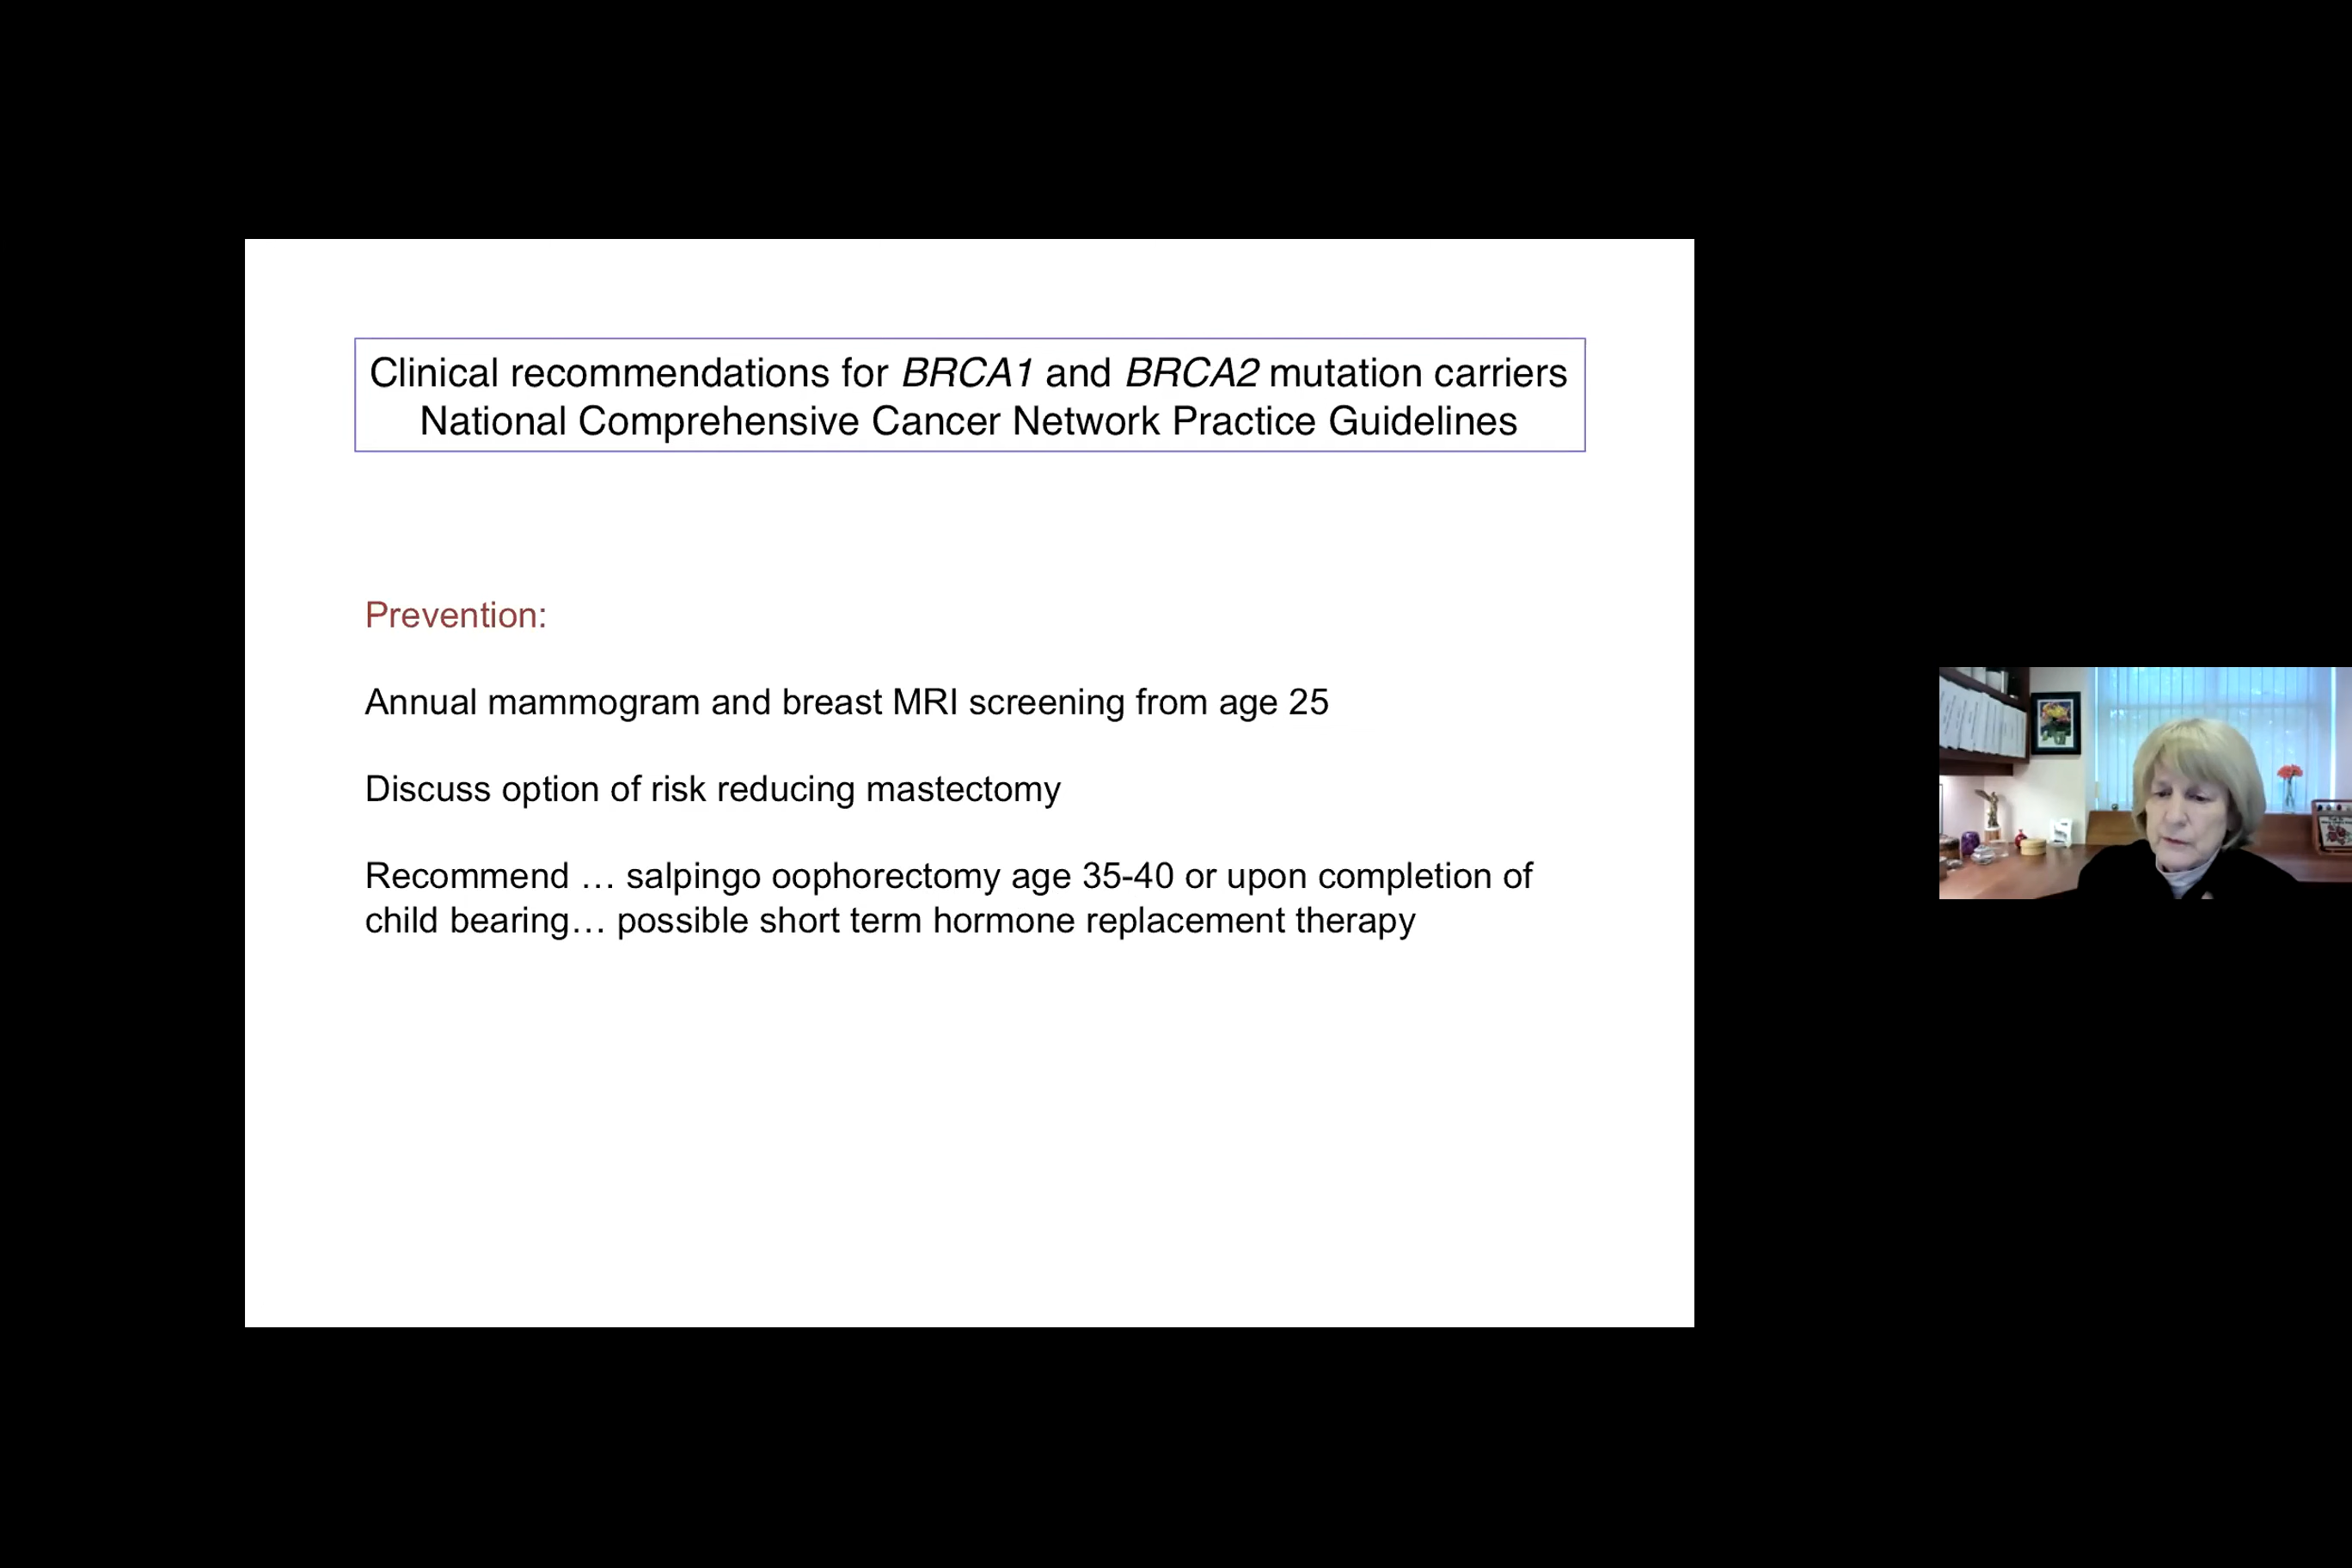 Clinical recommendations for BRCA1 and BRCA2 mutation carriers
National Comprehensive Cancer Network Practice Guidelines
Prevention:
Annual mammogram and breast MRI screening from age 25
Discuss option of risk reducing mastectomy
Recommend … salpingo oophorectomy age 35-40 or upon completion of
child bearing… possible short term hormone replacement therapy